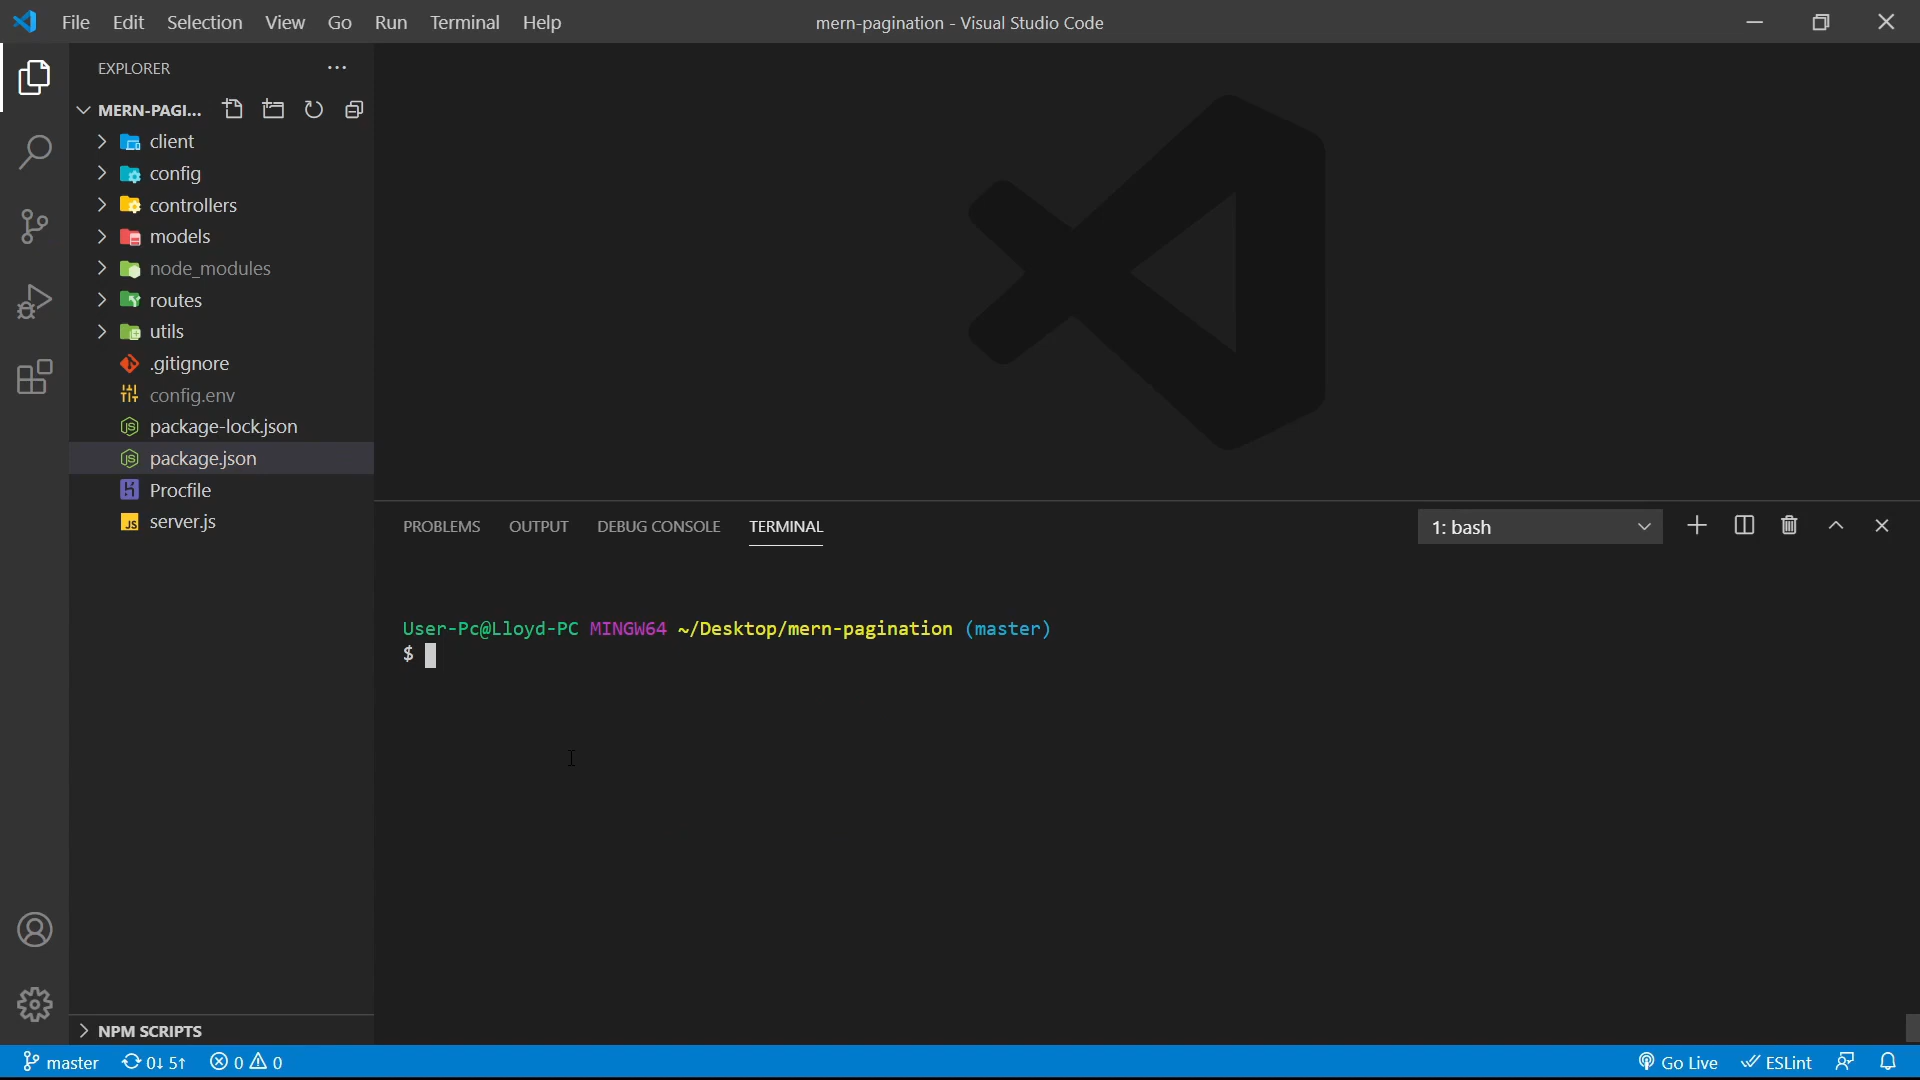 File Edit Selection View Go Run Terminal Help
mern-pagination - Visual Studio Code
EXPLORER
MERN-PAGI...
client
config
controllers
models
node_modules
routes
utils
.gitignore
config.env
package-lock.json
package.json
Procfile
JS server.js
NPM SCRIPTS
PROBLEMS OUTPUT DEBUG CONSOLE TERMINAL
1: bash
User-Pc@Lloyd-PC MINGW64 ~/Desktop/mern-pagination (master)
$
master 0↓ 5↑ 0 0
Go Live ESLint